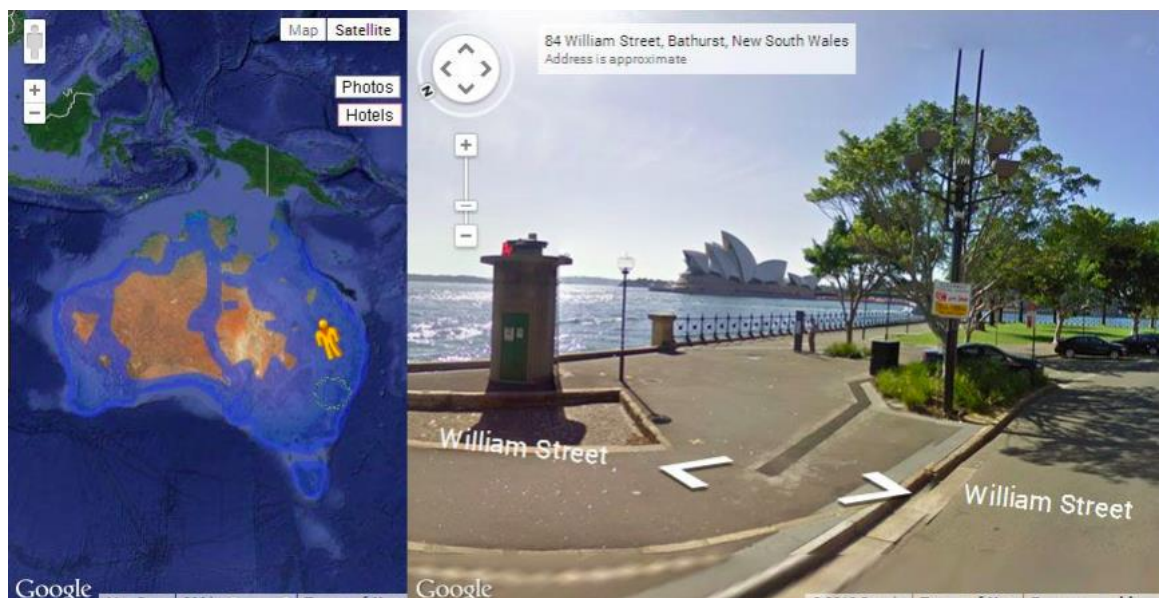 Map
Satellite
Photos
Hotels
+
−
Google
N
84 William Street, Bathurst, New South Wales
Address is approximate
+
−
William Street
William Street
Google